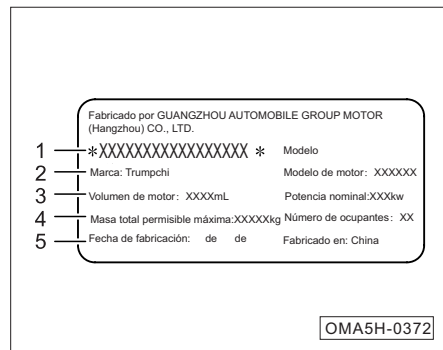 Fabricado por GUANGZHOU AUTOMOBILE GROUP MOTOR
(Hangzhou) CO., LTD.
1 *XXXXXXXXXXXXXXXXX * Modelo
2 Marca: Trumpchi Modelo de motor: XXXXXX
3 Volumen de motor: XXXXmL Potencia nominal:XXXkw
4 Masa total permisible máxima:XXXXXkg Número de ocupantes: XX
5 Fecha de fabricación: de de Fabricado en: China
OMA5H-0372